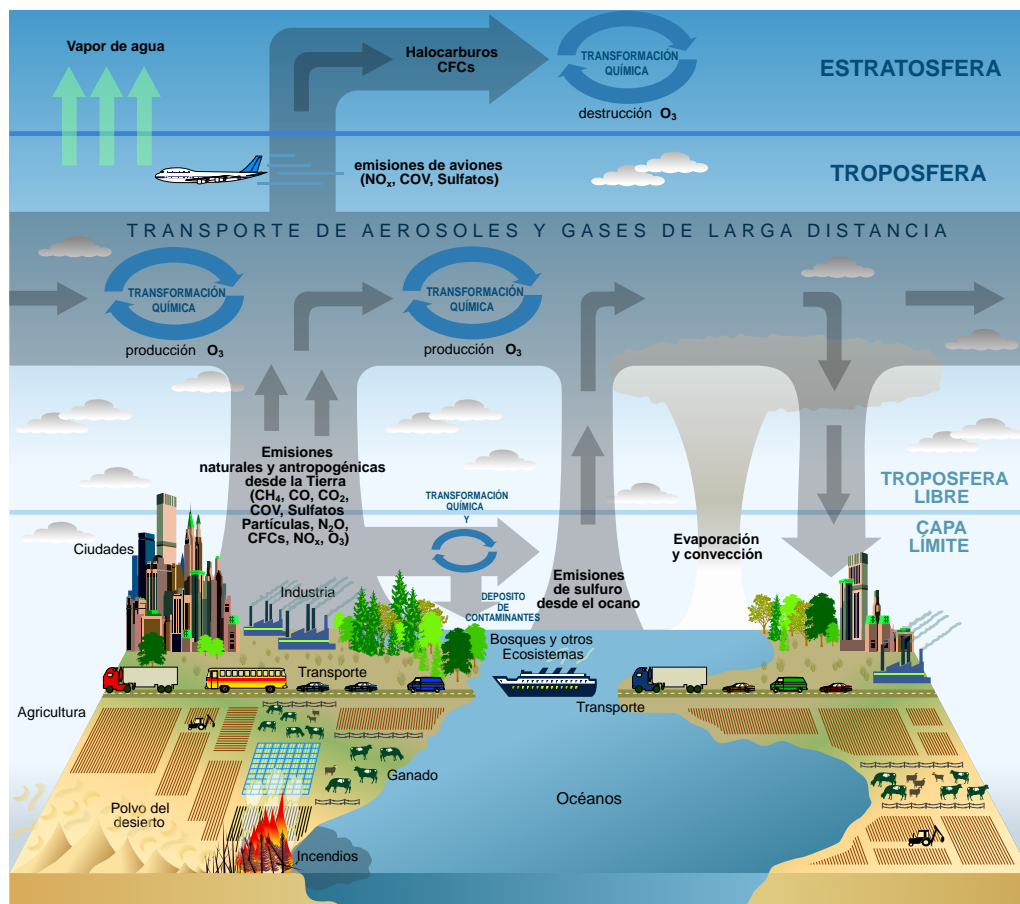 Vapor de agua
Halocarburos
CFCs
TRANSFORMACIÓN
QUÍMICA
destrucción O₃
ESTRATOSFERA
emisiones de aviones
(NOₓ, COV, Sulfatos)
TROPOSFERA
TRANSPORTE DE AEROSOLES Y GASES DE LARGA DISTANCIA
TRANSFORMACIÓN
QUÍMICA
producción O₃
TRANSFORMACIÓN
QUÍMICA
producción O₃
Emisiones
naturales y antropogénicas
desde la Tierra
(CH₄, CO, CO₂,
COV, Sulfatos
Partículas, N₂O,
CFCs, NOₓ, O₃)
TRANSFORMACIÓN
QUÍMICA
Y
DEPOSITO
DE
CONTAMINANTES
TROPOSFERA
LIBRE
CAPA
LÍMITE
Evaporación
y convección
Emisiones
de sulfuro
desde el ocano
Ciudades
Industria
Bosques y otros
Ecosistemas
Transporte
Transporte
Agricultura
Ganado
Océanos
Polvo del
desierto
Incendios